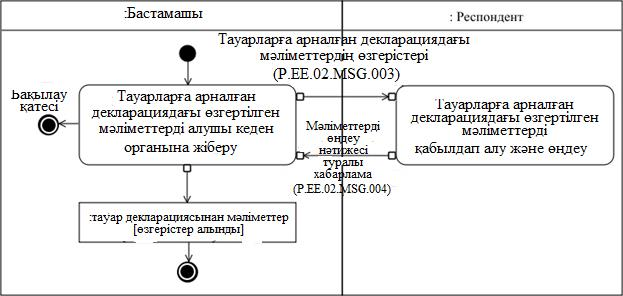 :Бастамашы
: Респондент
Тауарларға арналған декларациядағы
мәліметтердің өзгерістері
(P.EE.02.MSG.003)
Бақылау
қатесі
Тауарларға арналған
декларациядағы өзгертілген
мәліметтерді алушы кеден
органына жіберу
Тауарларға арналған
декларациядағы өзгертілген
мәліметтерді
қабылдап алу және өңдеу
Мәліметтерді
өңдеу
нәтижесі
туралы
хабарлама
(P.EE.02.MSG.004)
:тауар декларациясынан мәліметтер
[өзгерістер алынды]